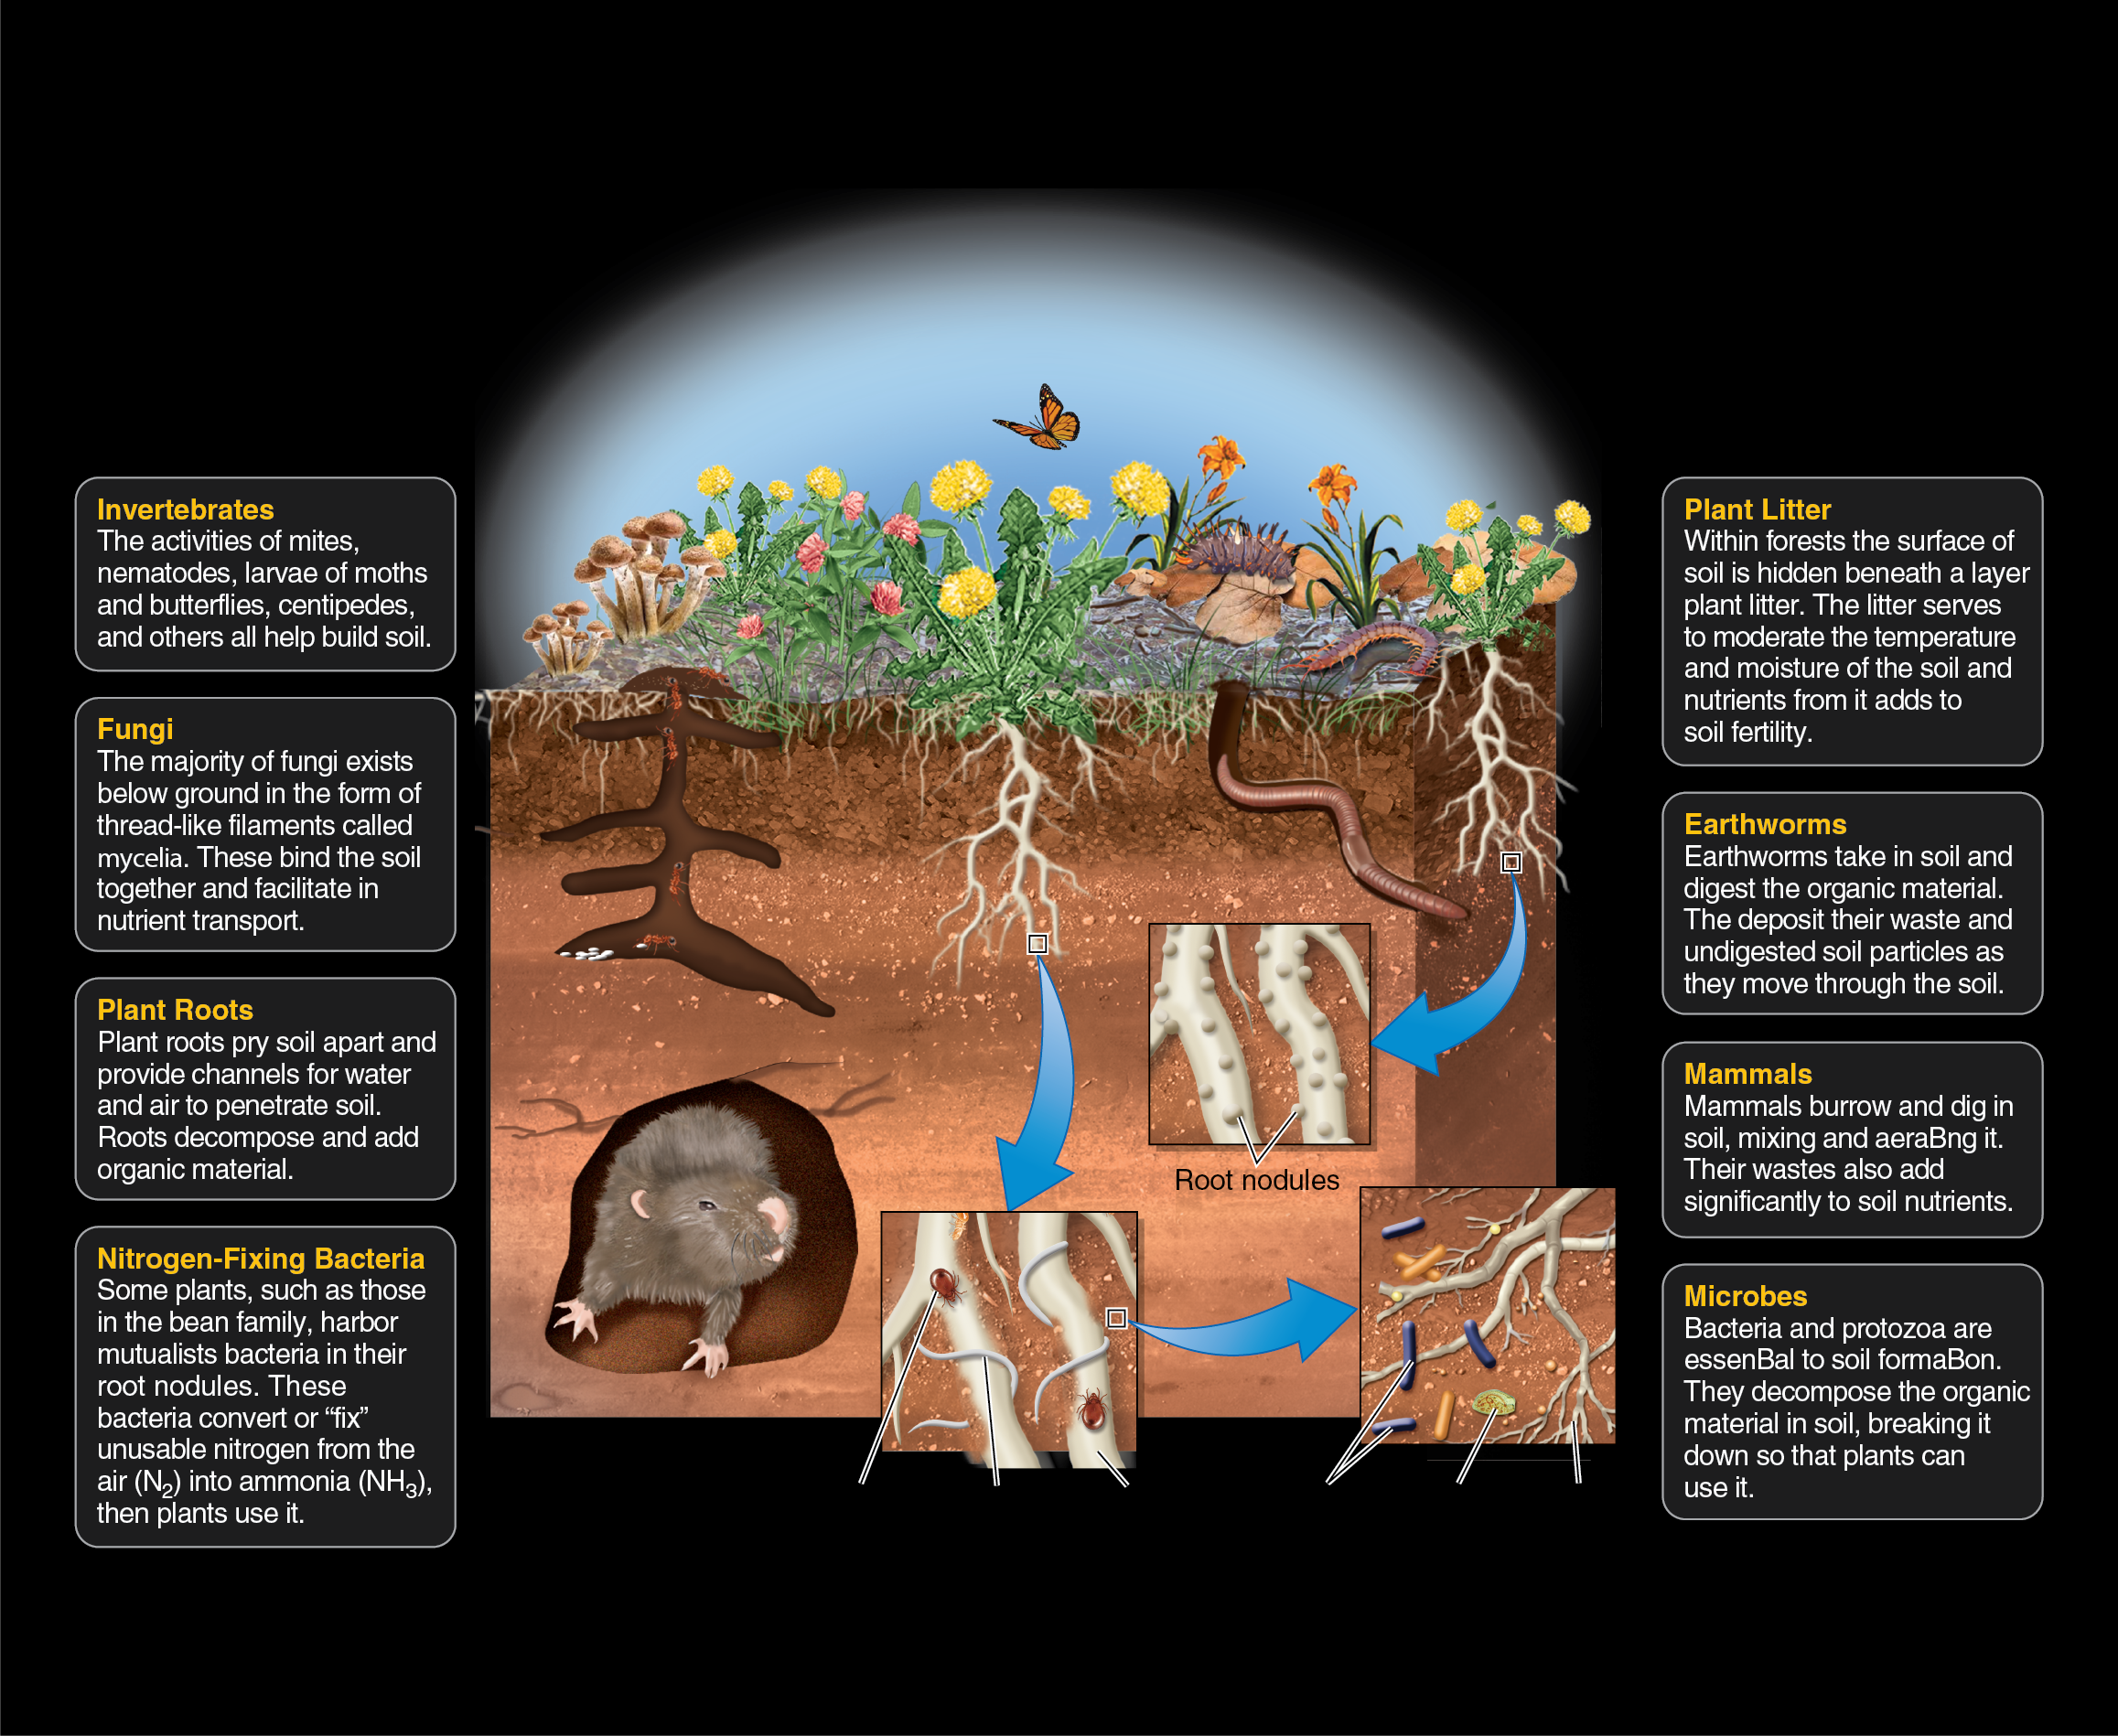 Invertebrates
The activities of mites,
nematodes, larvae of moths
and butterflies, centipedes,
and others all help build soil.
Fungi
The majority of fungi exists
below ground in the form of
thread-like filaments called
mycelia. These bind the soil
together and facilitate in
nutrient transport.
Plant Roots
Plant roots pry soil apart and
provide channels for water
and air to penetrate soil.
Roots decompose and add
organic material.
Nitrogen-Fixing Bacteria
Some plants, such as those
in the bean family, harbor
mutualists bacteria in their
root nodules. These
bacteria convert or “fix”
unusable nitrogen from the
air (N2) into ammonia (NH3),
then plants use it.
Root nodules
Plant Litter
Within forests the surface of
soil is hidden beneath a layer
plant litter. The litter serves
to moderate the temperature
and moisture of the soil and
nutrients from it adds to
soil fertility.
Earthworms
Earthworms take in soil and
digest the organic material.
The deposit their waste and
undigested soil particles as
they move through the soil.
Mammals
Mammals burrow and dig in
soil, mixing and aeraBng it.
Their wastes also add
significantly to soil nutrients.
Microbes
Bacteria and protozoa are
essenBal to soil formaBon.
They decompose the organic
material in soil, breaking it
down so that plants can
use it.